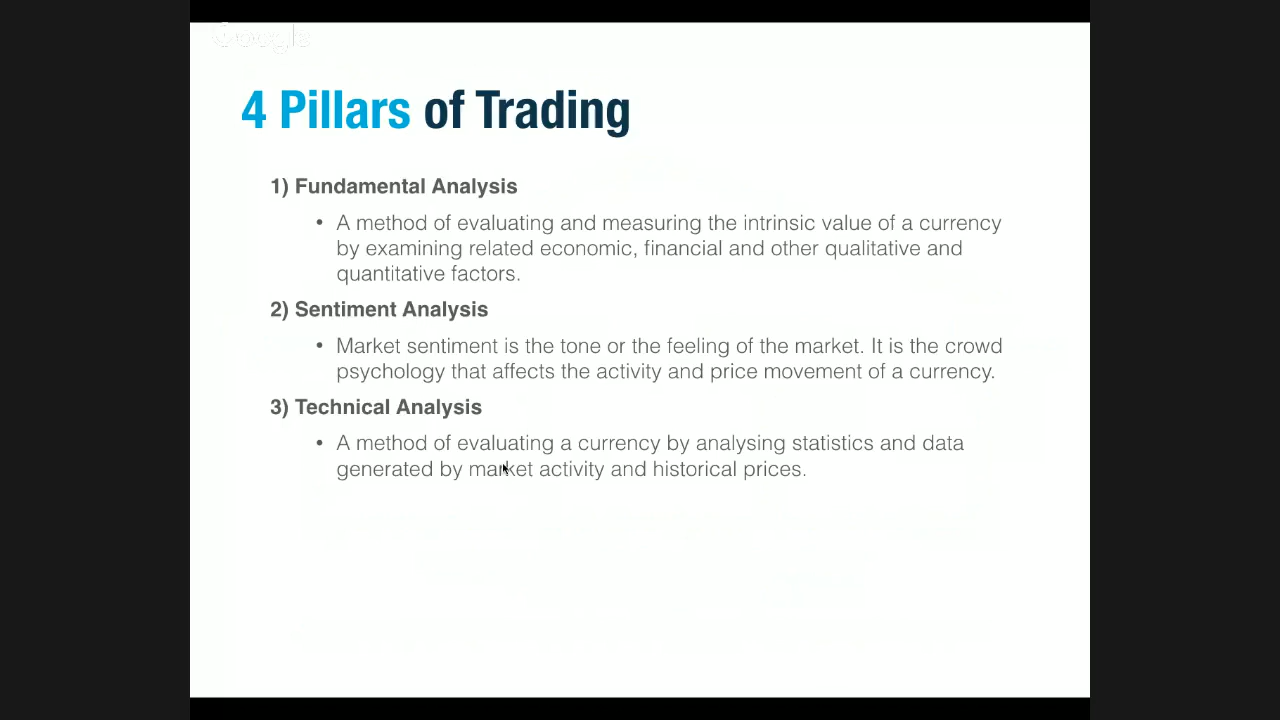 Google
4 Pillars of Trading
1) Fundamental Analysis
• A method of evaluating and measuring the intrinsic value of a currency
by examining related economic, financial and other qualitative and
quantitative factors.
2) Sentiment Analysis
• Market sentiment is the tone or the feeling of the market. It is the crowd
psychology that affects the activity and price movement of a currency.
3) Technical Analysis
• A method of evaluating a currency by analysing statistics and data
generated by market activity and historical prices.